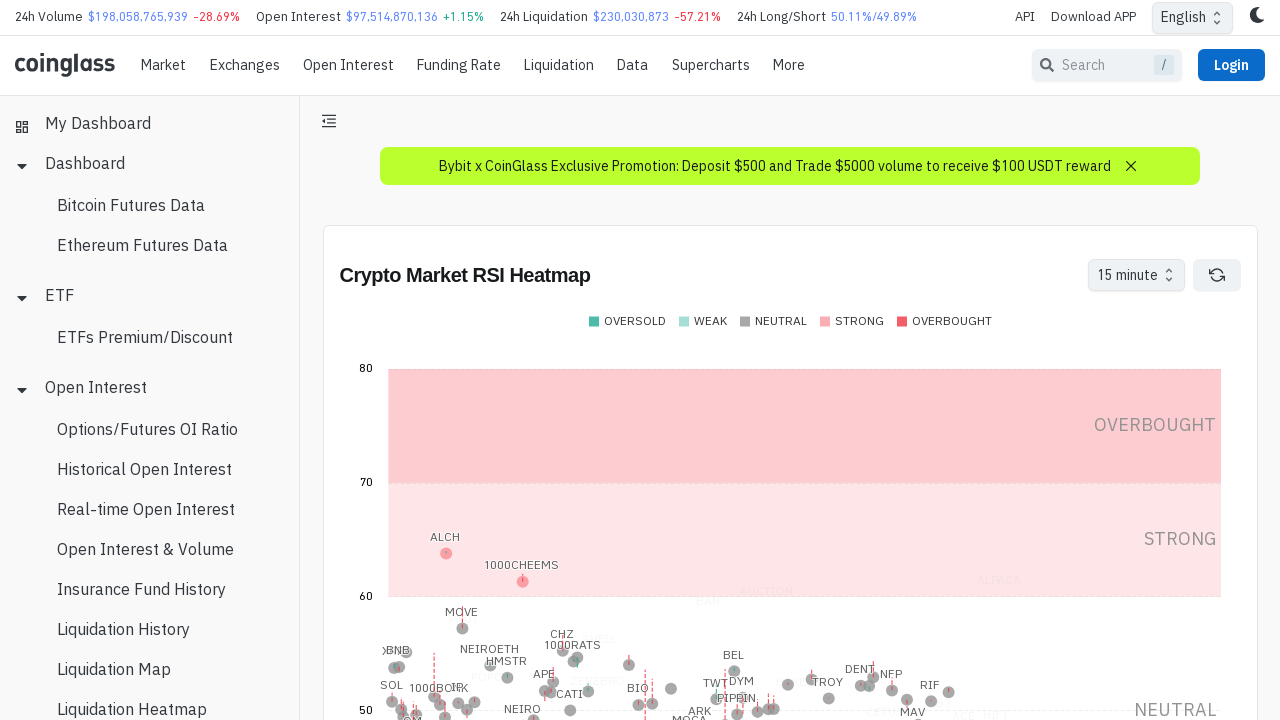 24h Volume $198,058,765,939 -28.69% Open Interest $97,514,870,136 +1.15% 24h Liquidation $230,030,873 -57.21% 24h Long/Short 50.11%/49.89% API Download APP English
coinglass Market Exchanges Open Interest Funding Rate Liquidation Data Supercharts More Search / Login
My Dashboard
Dashboard
Bitcoin Futures Data
Ethereum Futures Data
ETF
ETFs Premium/Discount
Open Interest
Options/Futures OI Ratio
Historical Open Interest
Real-time Open Interest
Open Interest & Volume
Insurance Fund History
Liquidation History
Liquidation Map
Liquidation Heatmap
Bybit x CoinGlass Exclusive Promotion: Deposit $500 and Trade $5000 volume to receive $100 USDT reward
Crypto Market RSI Heatmap 15 minute
OVERSOLD WEAK NEUTRAL STRONG OVERBOUGHT
80
OVERBOUGHT
70
ALCH STRONG
1000CHEEMS
ALPACA
AUCTION
60
MOVE
CHZ
NEIROETH 1000RATS
BNB
HMSTR BEL
APE DENT NFP
SOL BIO TWT DYM TROY RIF
CATI
NEIRO ARK MAV
50 NEUTRAL